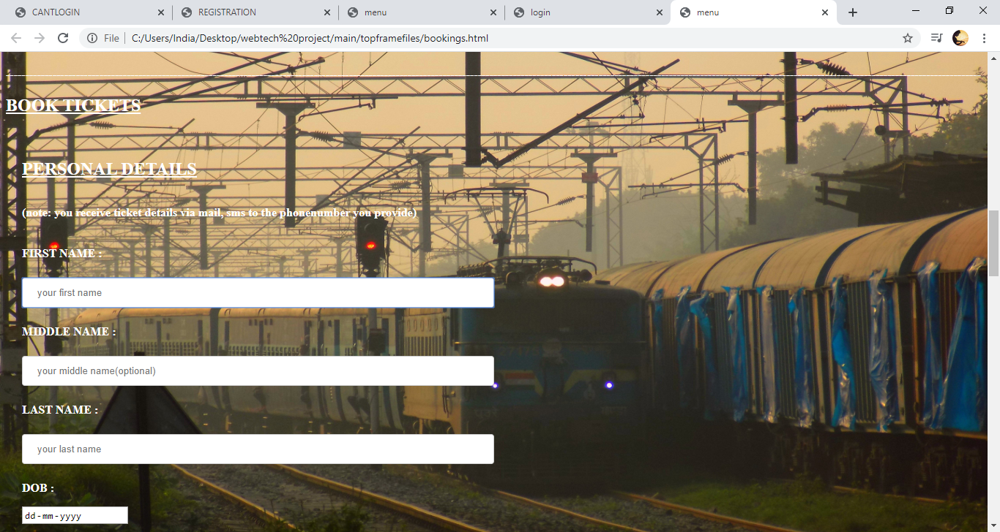 CANTLOGIN
REGISTRATION
menu
login
menu
File
C:/Users/India/Desktop/webtech%20project/main/topframefiles/bookings.html
BOOK TICKETS
PERSONAL DETAILS
(note: you receive ticket details via mail, sms to the phonenumber you provide)
FIRST NAME :
your first name
MIDDLE NAME :
your middle name(optional)
LAST NAME :
your last name
DOB :
dd-mm-yyyy